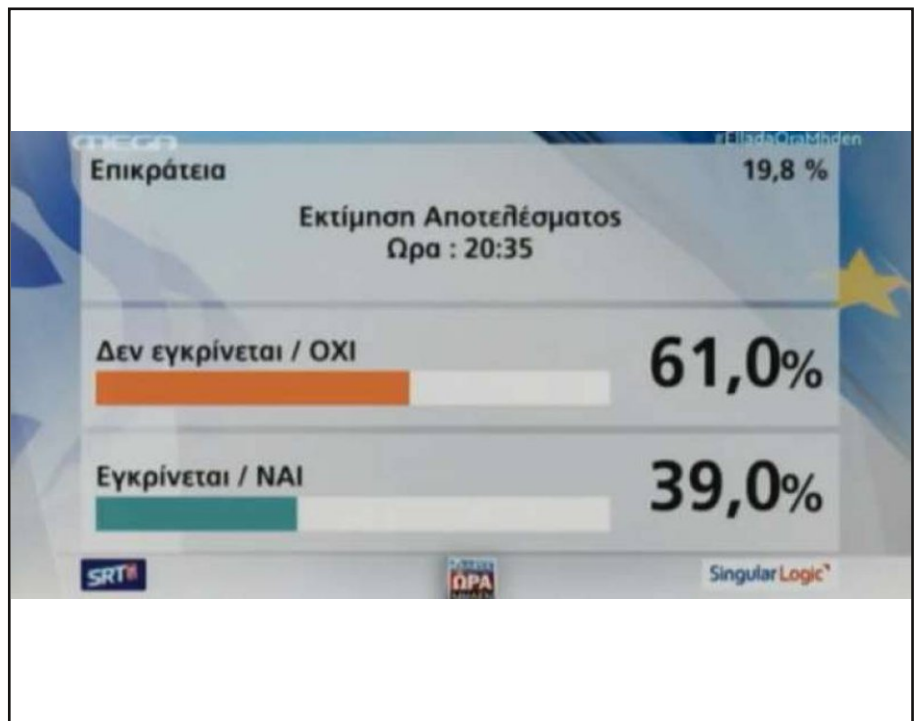 MEGA
#ElladaOraMhden
Επικράτεια
19,8 %
Εκτίμηση Αποτελέσματος
Ωρα : 20:35
Δεν εγκρίνεται / ΟΧΙ
61,0%
Εγκρίνεται / ΝΑΙ
39,0%
SRT
ΩΡΑ
SingularLogic